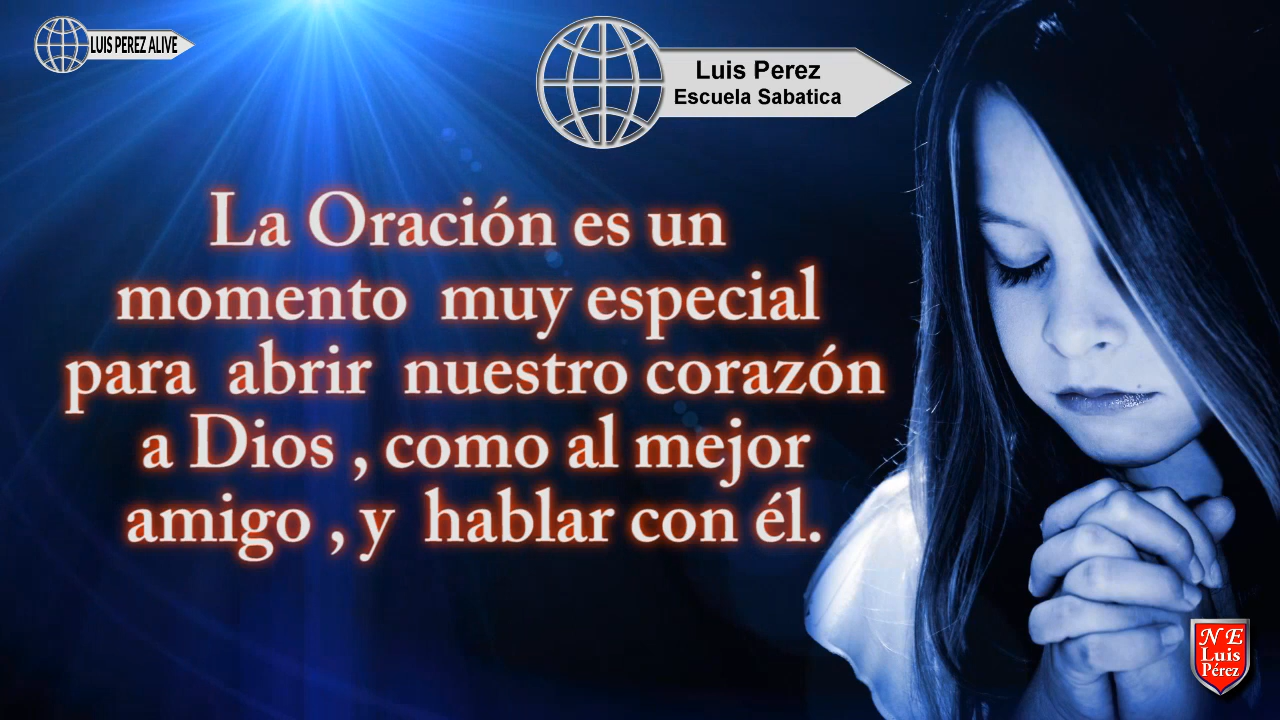 LUIS PEREZ ALIVE
Luis Perez
Escuela Sabatica
La Oración es un
momento muy especial
para abrir nuestro corazón
a Dios , como al mejor
amigo , y hablar con él.
N E
Luis
Pérez